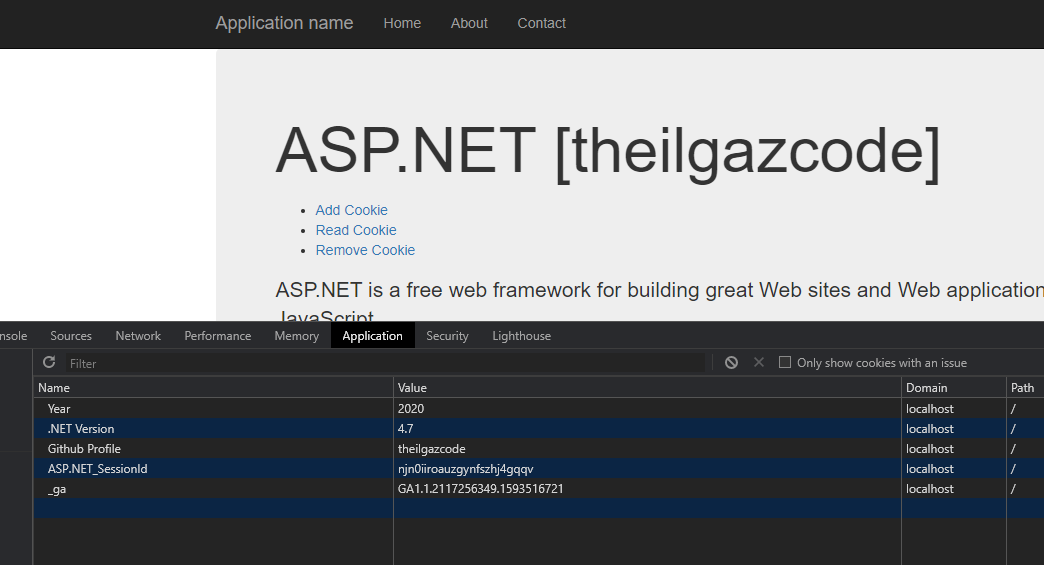 Application name Home About Contact
ASP.NET [theilgazcode]
Add Cookie
Read Cookie
Remove Cookie
ASP.NET is a free web framework for building great Web sites and Web application
JavaScript
nsole Sources Network Performance Memory Application Security Lighthouse
Filter Only show cookies with an issue
Name Value Domain Path
Year 2020 localhost /
.NET Version 4.7 localhost /
Github Profile theilgazcode localhost /
ASP.NET_SessionId njn0iiroauzgynfszhj4gqqv localhost /
_ga GA1.1.2117256349.1593516721 localhost /